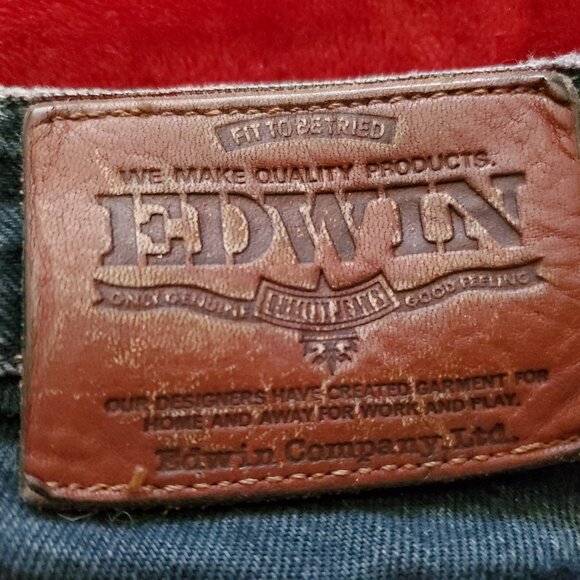 FIT TO BE TRIED
WE MAKE QUALITY PRODUCTS.
EDWIN
ONLY GENUINE GOOD FEELING
OUR DESIGNERS HAVE CREATED GARMENT FOR
HOME AND AWAY FOR WORK AND PLAY.
Edwin Company, Ltd.